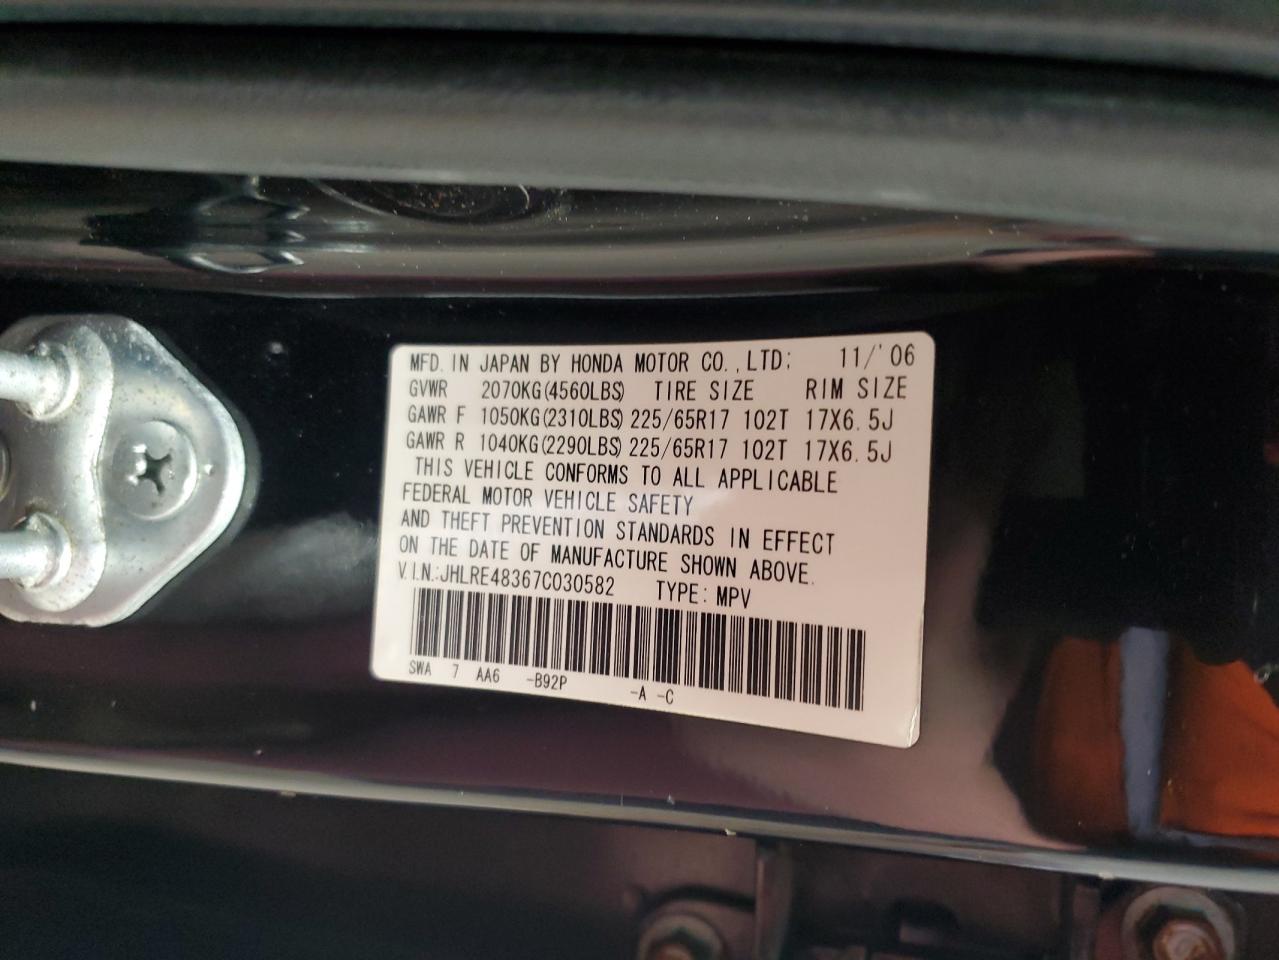 MFD. IN JAPAN BY HONDA MOTOR CO.,LTD: 11/'06
GVWR 2070KG(4560LBS) TIRE SIZE RIM SIZE
GAWR F 1050KG(2310LBS) 225/65R17 102T 17X6.5J
GAWR R 1040KG(2290LBS) 225/65R17 102T 17X6.5J
THIS VEHICLE CONFORMS TO ALL APPLICABLE
FEDERAL MOTOR VEHICLE SAFETY
AND THEFT PREVENTION STANDARDS IN EFFECT
ON THE DATE OF MANUFACTURE SHOWN ABOVE.
V.I.N.:JHLRE48367C030582 TYPE:MPV
SWA 7 AA6 -B92P -A -C